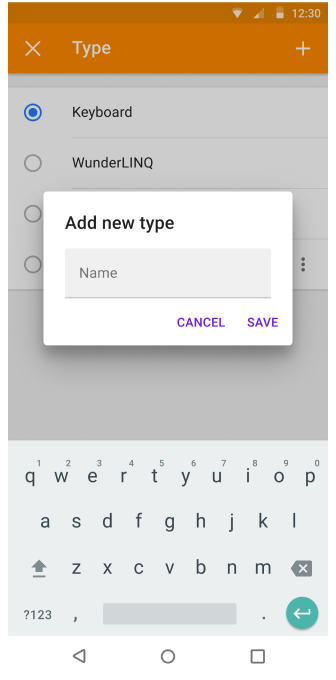 12:30
Type
Keyboard
WunderLINQ
Add new type
Name
CANCEL SAVE
1 2 3 4 5 6 7 8 9 0
q w e r t y u i o p
a s d f g h j k l
z x c v b n m
?123 , .